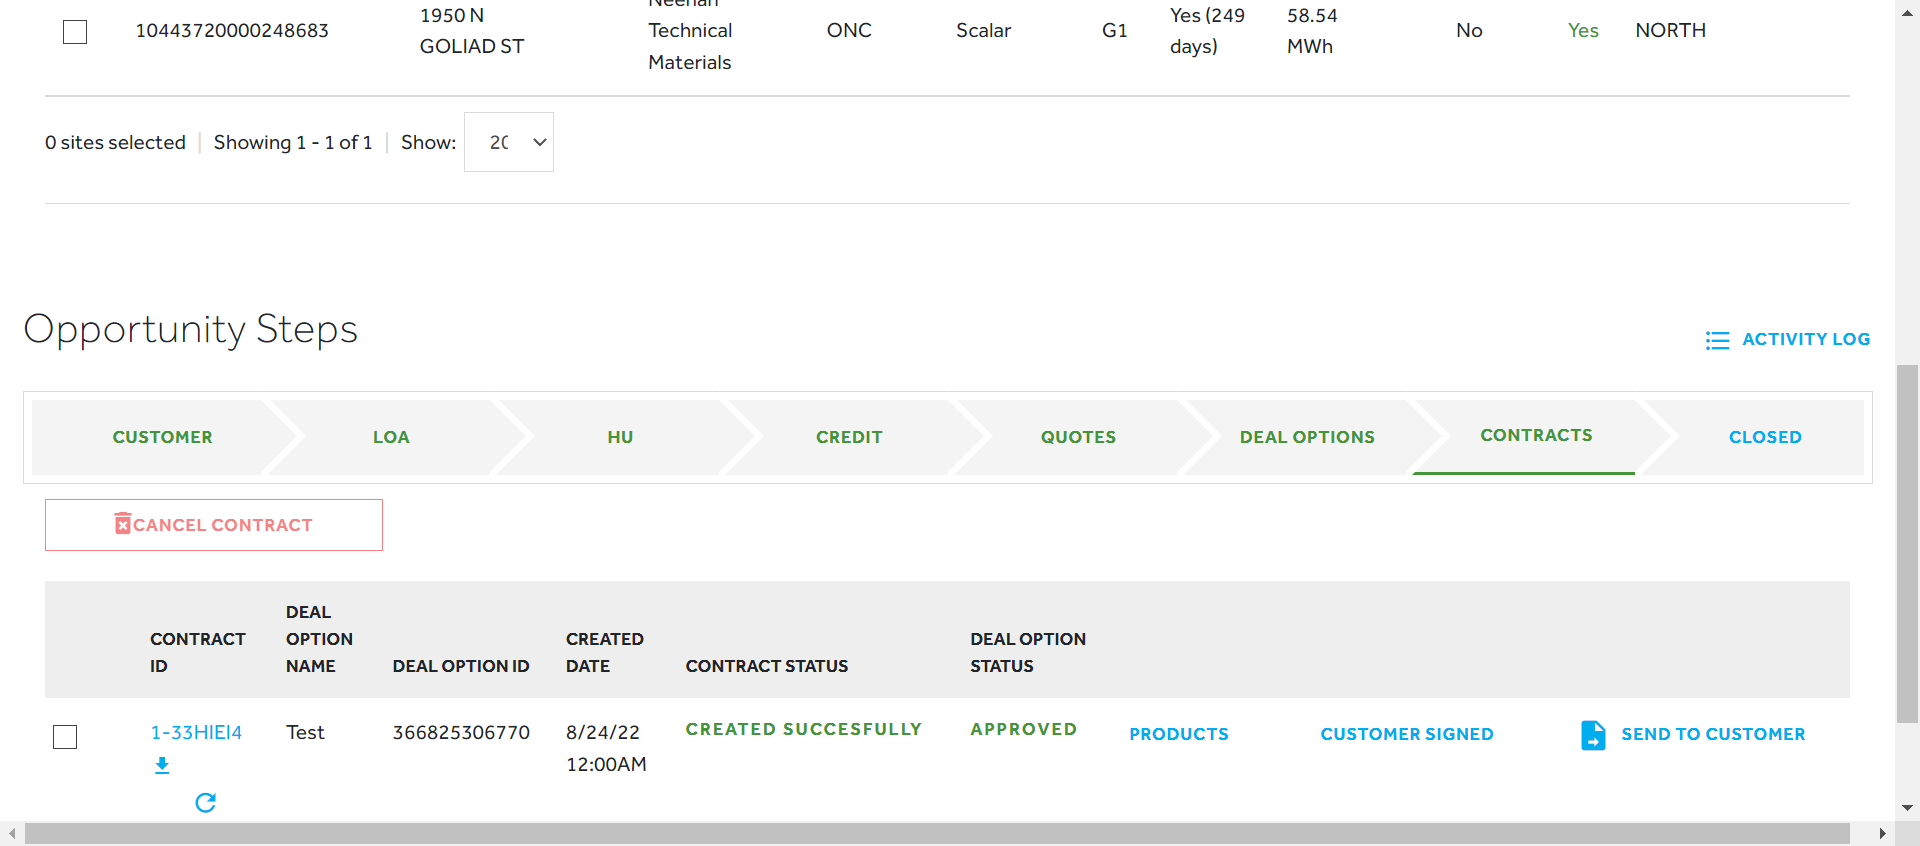 Neenah
10443720000248683 1950 N GOLIAD ST Technical Materials ONC Scalar G1 Yes (249 days) 58.54 MWh No Yes NORTH
0 sites selected Showing 1 - 1 of 1 Show: 20
Opportunity Steps
ACTIVITY LOG
CUSTOMER LOA HU CREDIT QUOTES DEAL OPTIONS CONTRACTS CLOSED
CANCEL CONTRACT
CONTRACT ID DEAL OPTION NAME DEAL OPTION ID CREATED DATE CONTRACT STATUS DEAL OPTION STATUS
1-33HIEI4 Test 366825306770 8/24/22 12:00AM CREATED SUCCESFULLY APPROVED PRODUCTS CUSTOMER SIGNED SEND TO CUSTOMER